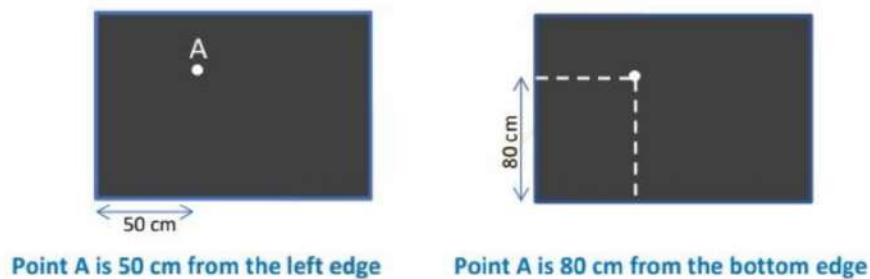 A
50 cm
Point A is 50 cm from the left edge
80 cm
Point A is 80 cm from the bottom edge